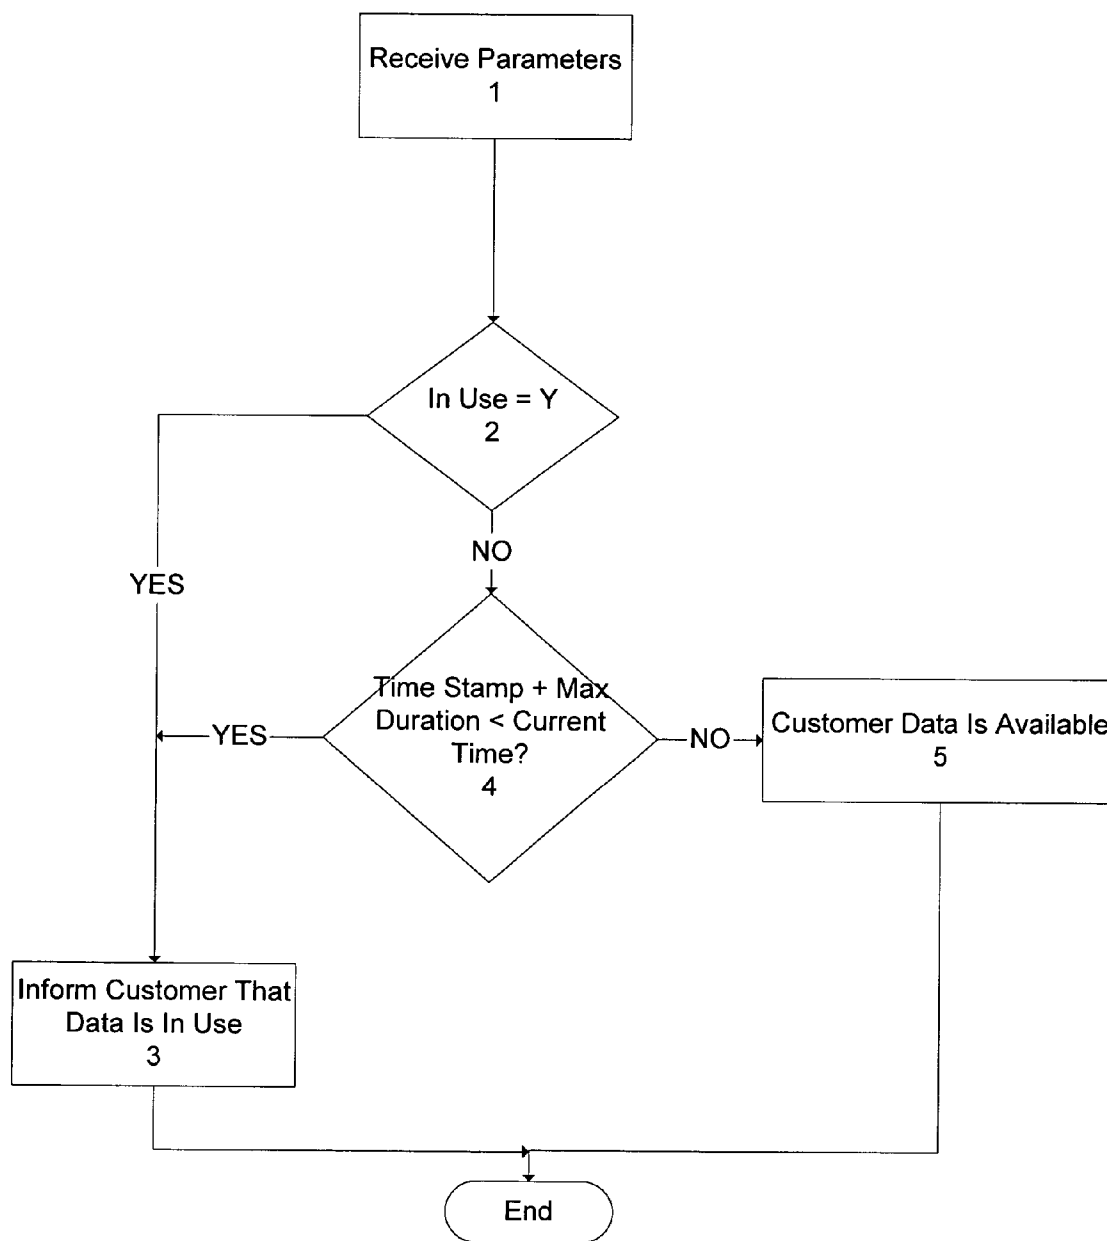 Receive Parameters
1
In Use = Y
2
NO
YES
Time Stamp + Max
Duration < Current
Time?
4
YES
NO
Customer Data Is Available
5
Inform Customer That
Data Is In Use
3
End